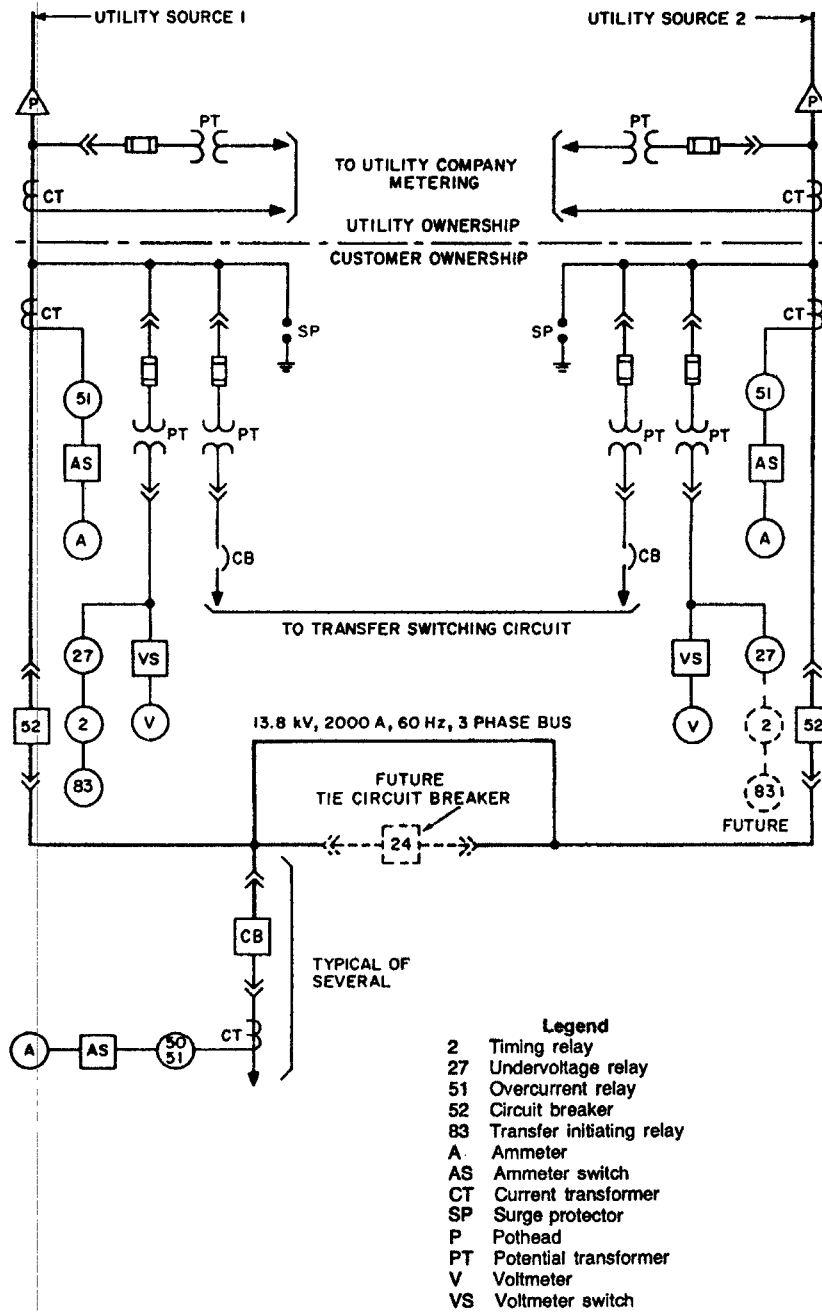 UTILITY SOURCE 1
UTILITY SOURCE 2
P
P
PT
PT
TO UTILITY COMPANY
METERING
CT
CT
UTILITY OWNERSHIP
CUSTOMER OWNERSHIP
CT
CT
SP
SP
51
51
PT
PT
PT
PT
AS
AS
A
A
CB
CB
TO TRANSFER SWITCHING CIRCUIT
27
VS
VS
27
52
2
V
13.8 kV, 2000 A, 60 Hz, 3 PHASE BUS
V
2
52
83
FUTURE
TIE CIRCUIT BREAKER
83
FUTURE
24
CB
TYPICAL OF
SEVERAL
CT
A
AS
50
51
Legend
2 Timing relay
27 Undervoltage relay
51 Overcurrent relay
52 Circuit breaker
83 Transfer initiating relay
A Ammeter
AS Ammeter switch
CT Current transformer
SP Surge protector
P Pothead
PT Potential transformer
V Voltmeter
VS Voltmeter switch